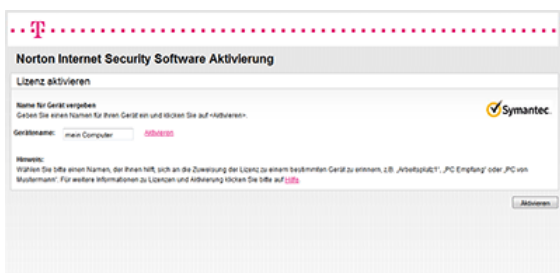 T
Norton Internet Security Software Aktivierung
Lizenz aktivieren
Name für Gerät vergeben
Geben Sie einen Namen für Ihren Gerät ein und klicken Sie auf «Aktivieren».
Symantec.
Gerätename: mein Computer Aktivieren
Hinweis:
Wählen Sie bitte einen Namen, der Ihnen hilft, sich an die Zuweisung der Lizenz zu einem bestimmten Gerät zu erinnern, z.B. „Arbeitsplatz1", „PC Empfang" oder „PC von
Mustermann". Für weitere Informationen zu Lizenzen und Aktivierung klicken Sie bitte auf Hilfe.
Aktivieren